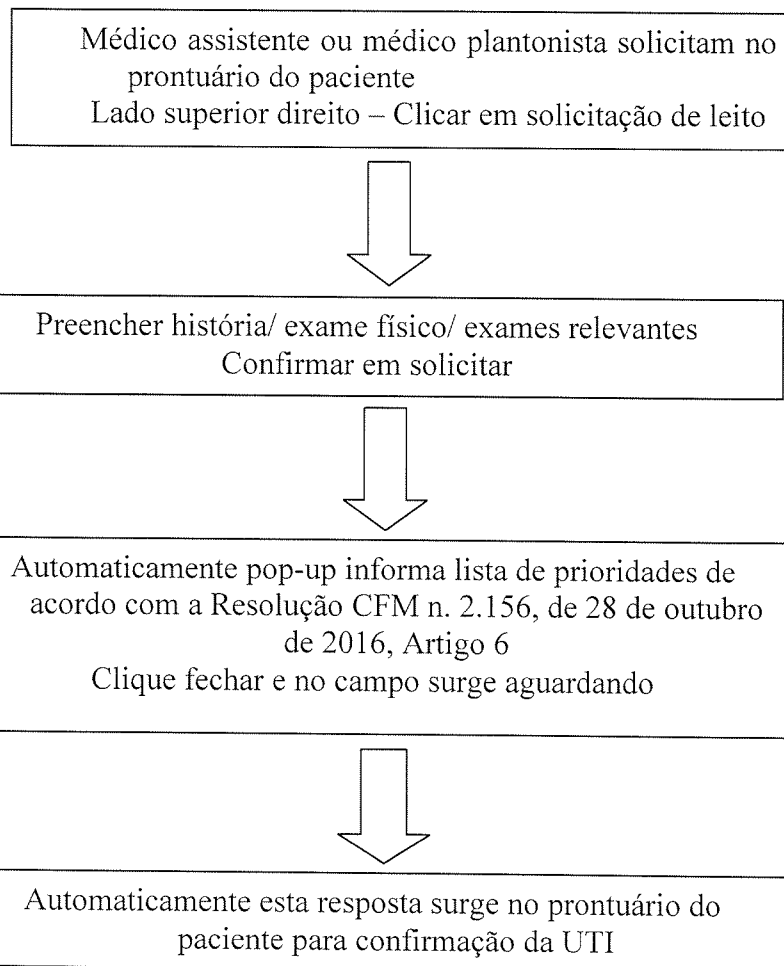 Médico assistente ou médico plantonista solicitam no
prontuário do paciente
Lado superior direito – Clicar em solicitação de leito
Preencher história/ exame físico/ exames relevantes
Confirmar em solicitar
Automaticamente pop-up informa lista de prioridades de
acordo com a Resolução CFM n. 2.156, de 28 de outubro
de 2016, Artigo 6
Clique fechar e no campo surge aguardando
Automaticamente esta resposta surge no prontuário do
paciente para confirmação da UTI